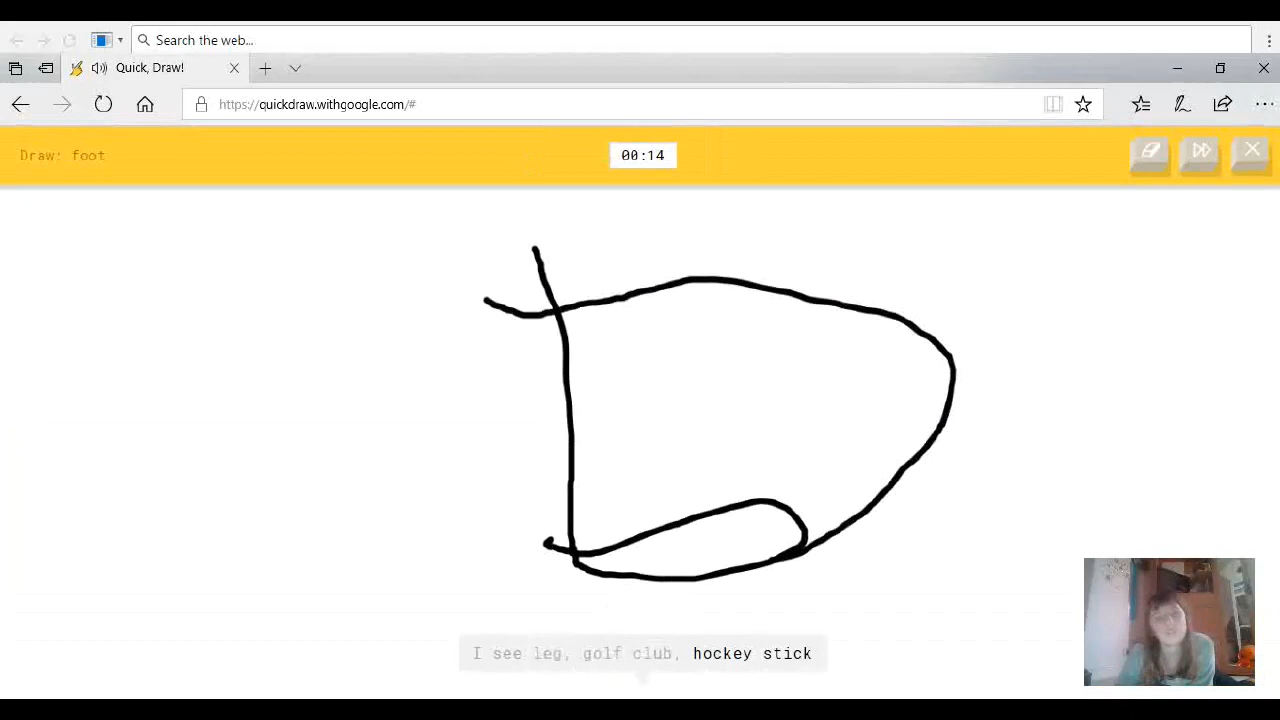 Search the web...
Quick, Draw!
https://quickdraw.withgoogle.com/#
Draw: foot
00:14
I see leg, golf club, hockey stick